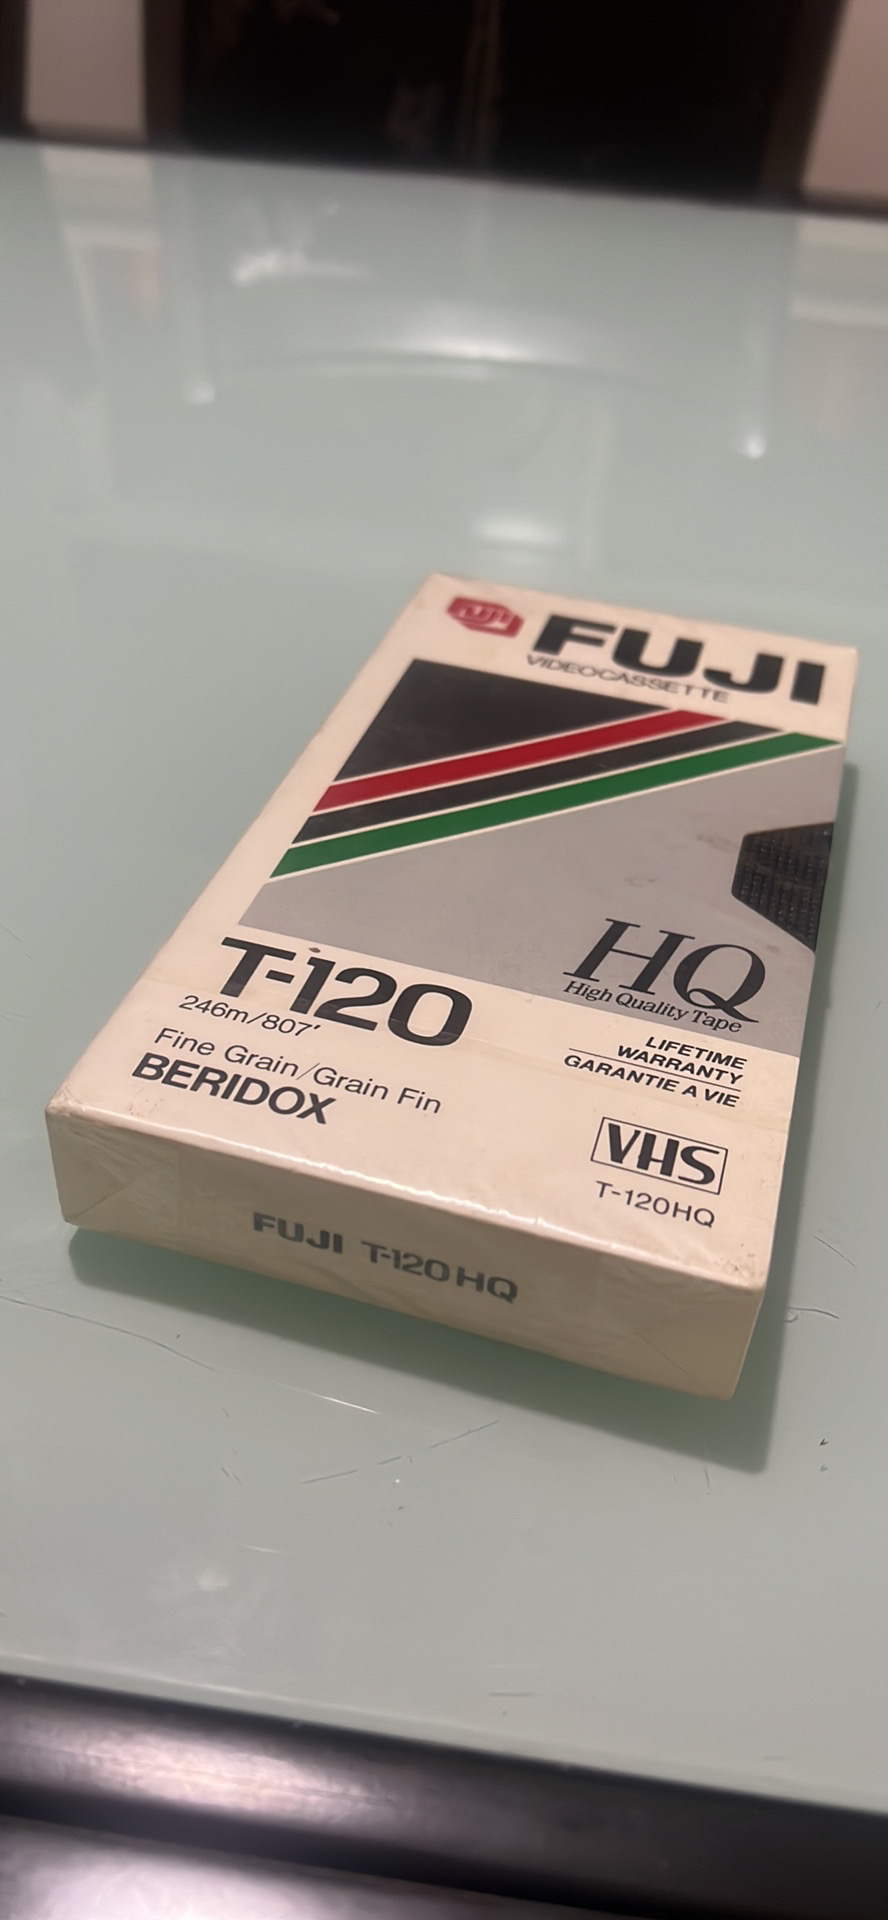 FUJI
FUJI
VIDEOCASSETTE
HQ
High Quality Tape
T-120
246m/807'
Fine Grain/Grain Fin
BERIDOX
LIFETIME
WARRANTY
GARANTIE A VIE
VHS
T-120HQ
FUJI T-120 HQ